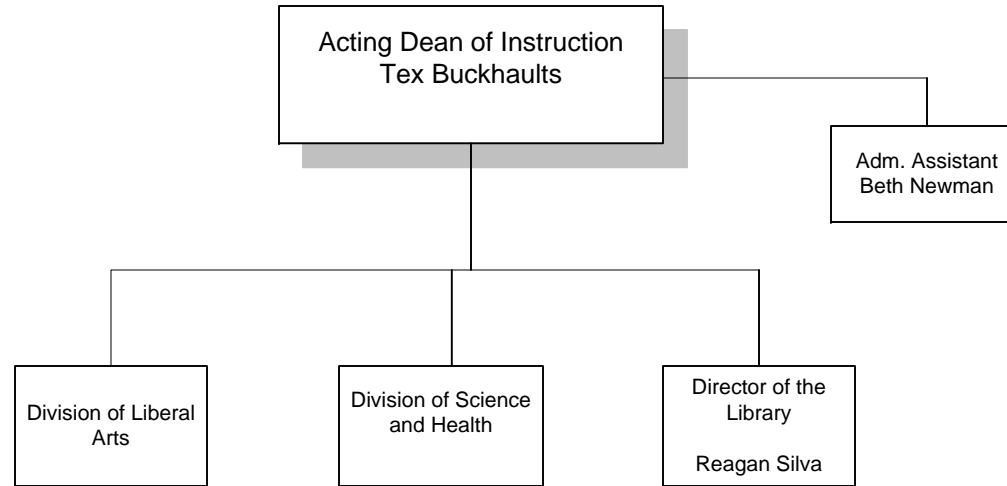 Acting Dean of Instruction
Tex Buckhaults
Adm. Assistant
Beth Newman
Division of Liberal
Arts
Division of Science
and Health
Director of the
Library
Reagan Silva